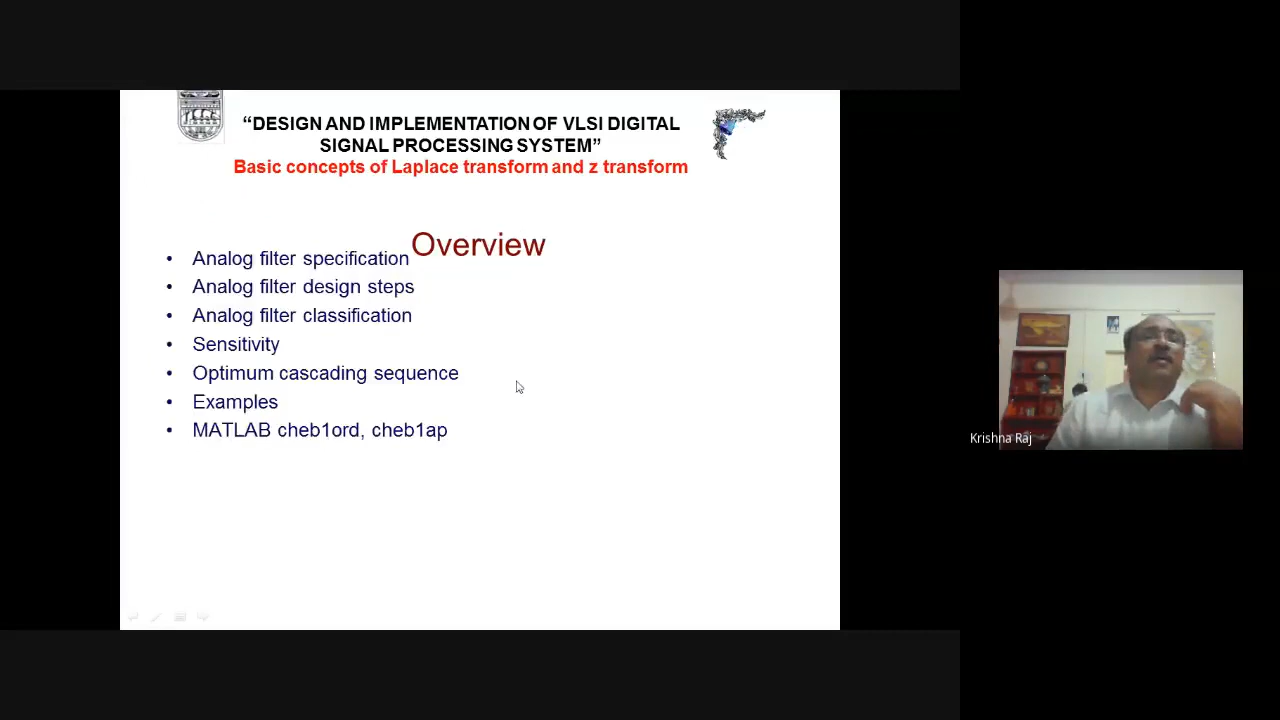 “DESIGN AND IMPLEMENTATION OF VLSI DIGITAL
SIGNAL PROCESSING SYSTEM”
Basic concepts of Laplace transform and z transform
Overview
• Analog filter specification
• Analog filter design steps
• Analog filter classification
• Sensitivity
• Optimum cascading sequence
• Examples
• MATLAB cheb1ord, cheb1ap
Krishna Raj